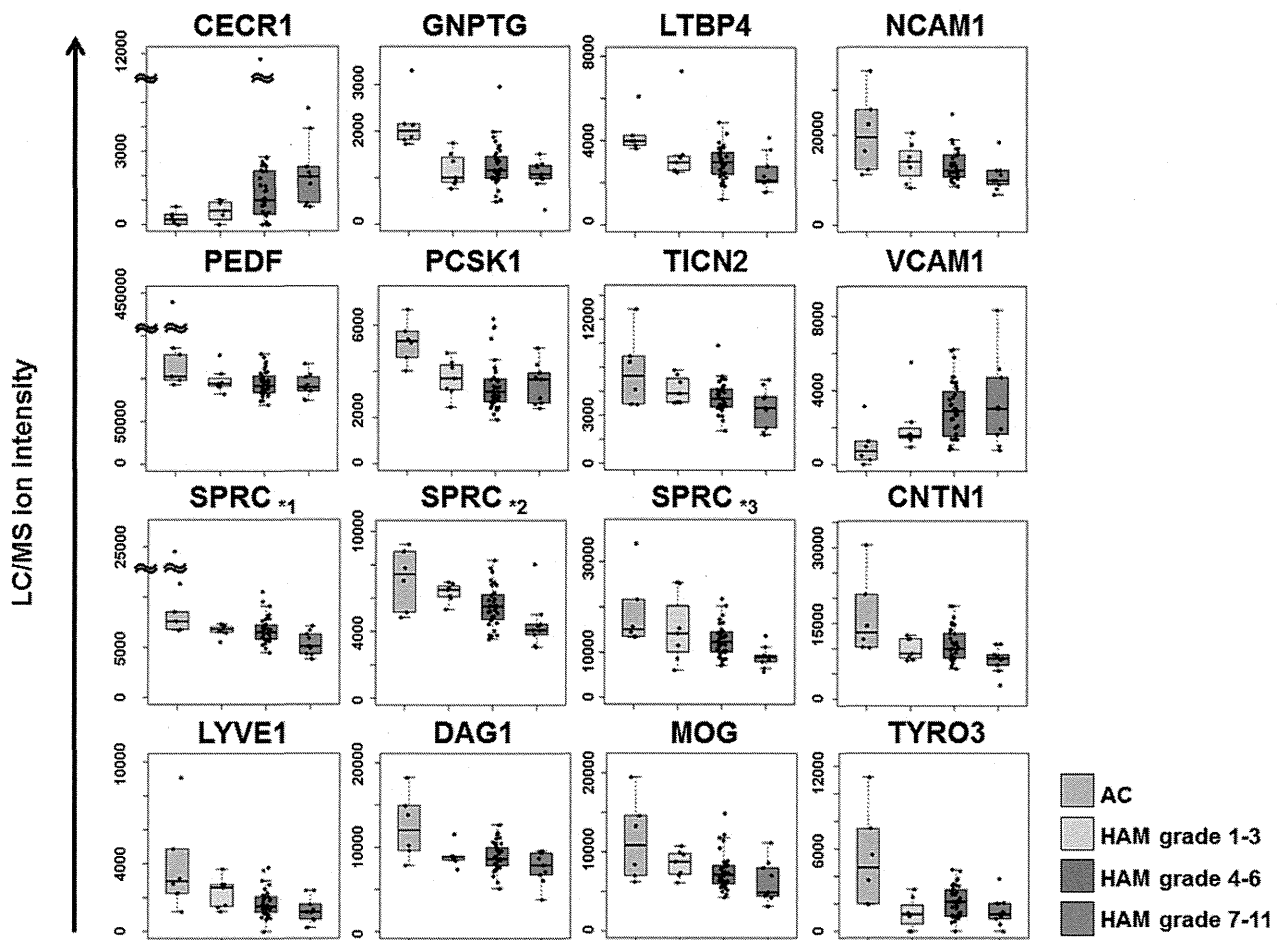 CECR1 GNPTG LTBP4 NCAM1
12000 3000 0
3000 2000 1000 0
8000 4000 0
20000 0
PEDF PCSK1 TICN2 VCAM1
450000 50000 0
6000 2000 0
12000 3000 0
8000 4000 0
LC/MS ion intensity
SPRC *1 SPRC *2 SPRC *3 CNTN1
25000 5000 0
10000 4000 0
30000 10000 0
30000 15000 0
LYVE1 DAG1 MOG TYRO3
10000 4000 0
20000 10000 0
20000 10000 0
12000 6000 0
AC
HAM grade 1-3
HAM grade 4-6
HAM grade 7-11